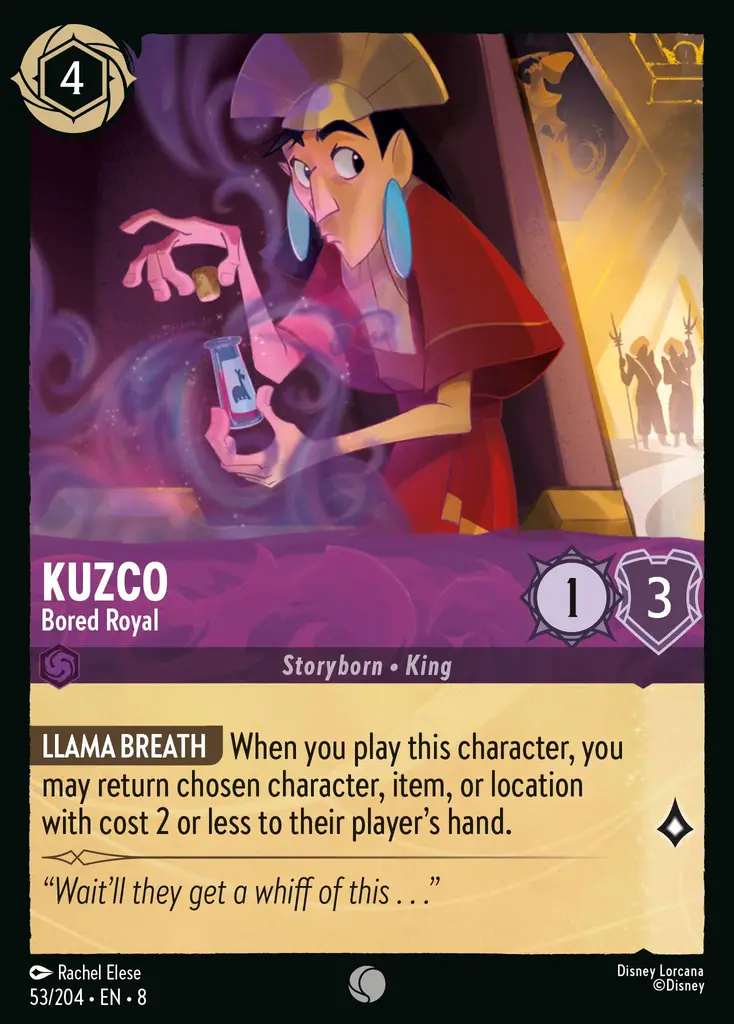 4
KUZCO
Bored Royal
1
3
Storyborn • King
LLAMA BREATH When you play this character, you
may return chosen character, item, or location
with cost 2 or less to their player’s hand.
“Wait’ll they get a whiff of this . . .”
Rachel Elese
53/204 • EN • 8
Disney Lorcana
©Disney